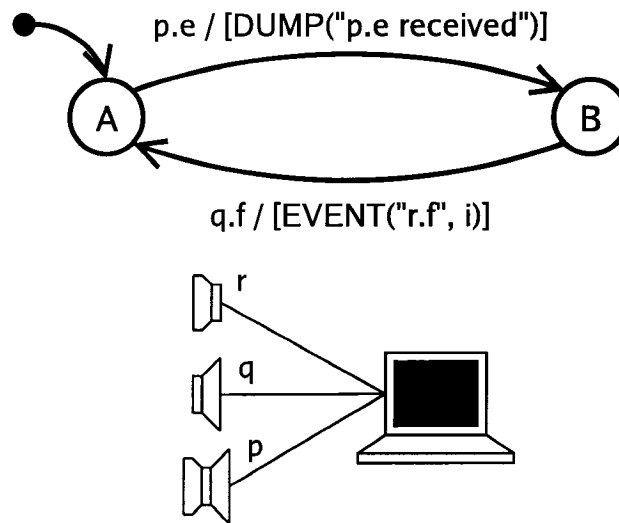 p.e / [DUMP("p.e received")]
A
B
q.f / [EVENT("r.f", i)]
r
q
p